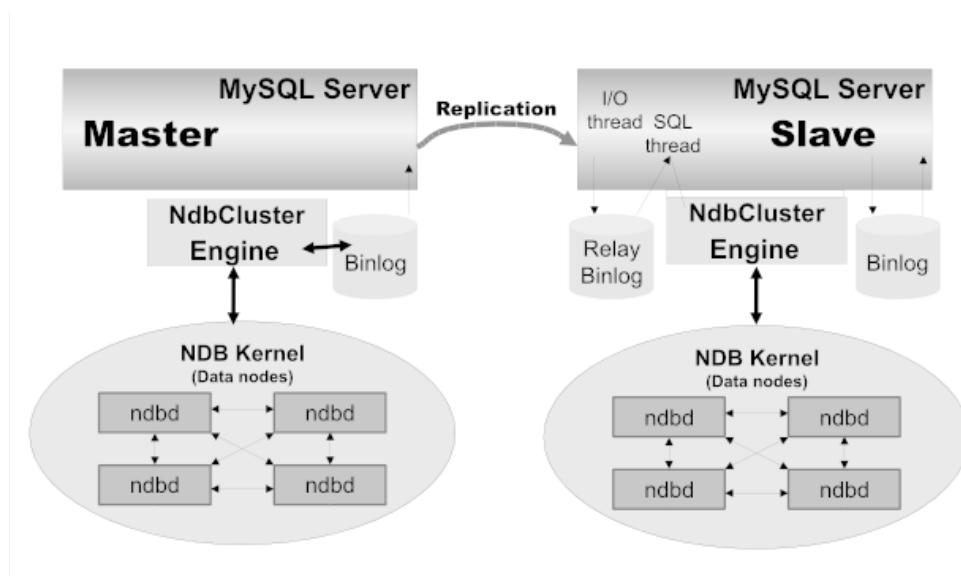 MySQL Server
Master
Replication
MySQL Server
I/O
thread
SQL
thread
Slave
NdbCluster
Engine
Binlog
Relay
Binlog
NdbCluster
Engine
Binlog
NDB Kernel
(Data nodes)
ndbd
ndbd
ndbd
ndbd
NDB Kernel
(Data nodes)
ndbd
ndbd
ndbd
ndbd